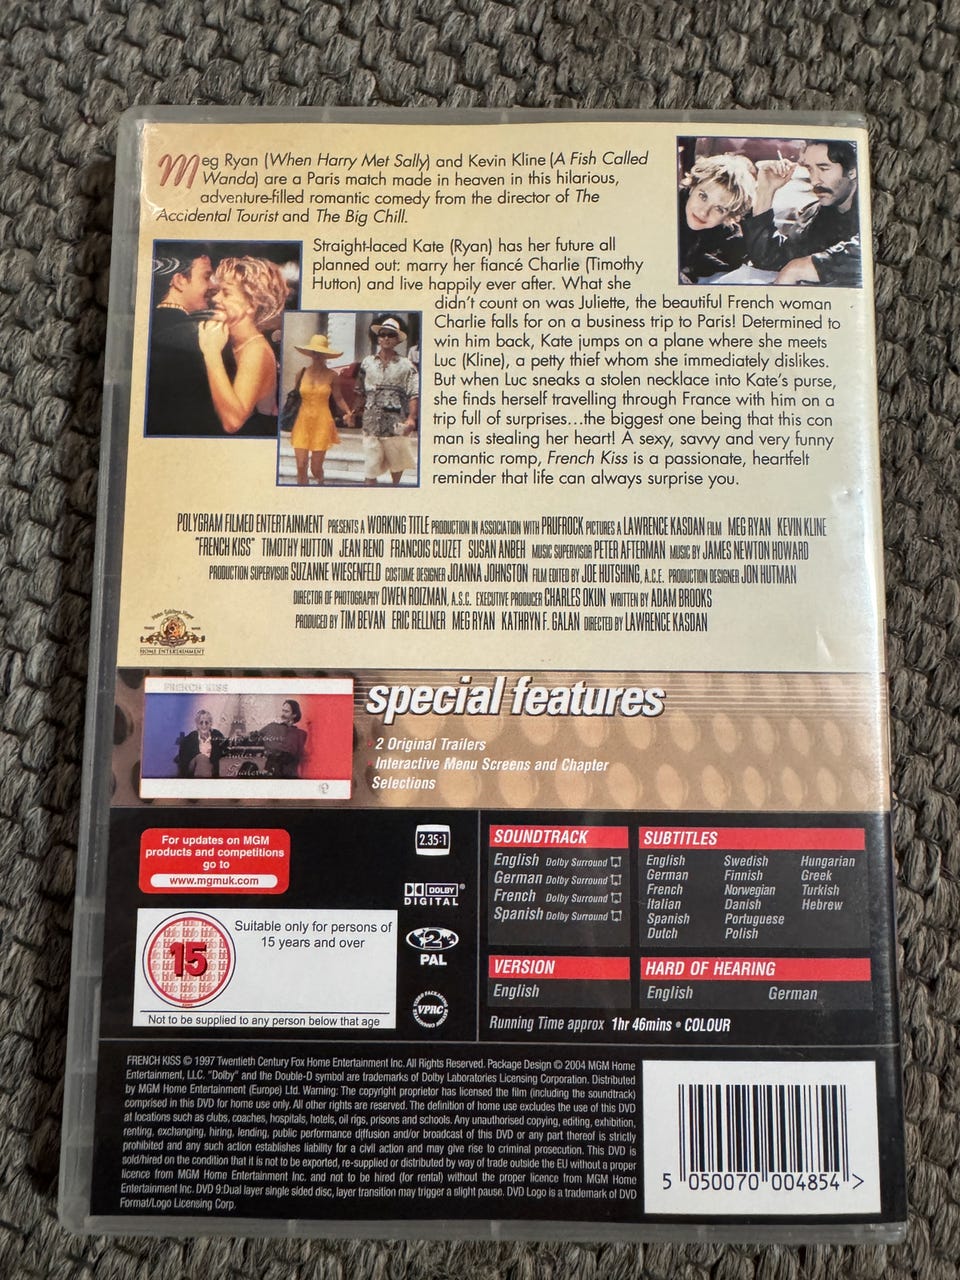 Meg Ryan (When Harry Met Sally) and Kevin Kline (A Fish Called
Wanda) are a Paris match made in heaven in this hilarious,
adventure-filled romantic comedy from the director of The
Accidental Tourist and The Big Chill.
Straight-laced Kate (Ryan) has her future all
planned out: marry her fiancé Charlie (Timothy
Hutton) and live happily ever after. What she
didn't count on was Juliette, the beautiful French woman
Charlie falls for on a business trip to Paris! Determined to
win him back, Kate jumps on a plane where she meets
Luc (Kline), a petty thief whom she immediately dislikes.
But when Luc sneaks a stolen necklace into Kate's purse,
she finds herself travelling through France with him on a
trip full of surprises...the biggest one being that this con
man is stealing her heart! A sexy, savvy and very funny
romantic romp, French Kiss is a passionate, heartfelt
reminder that life can always surprise you.
POLYGRAM FILMED ENTERTAINMENT PRESENTS A WORKING TITLE PRODUCTION IN ASSOCIATION WITH PRUFROCK PICTURES A LAWRENCE KASDAN FILM MEG RYAN KEVIN KLINE
"FRENCH KISS" TIMOTHY HUTTON JEAN RENO FRANCOIS CLUZET SUSAN ANBEH MUSIC SUPERVISOR PETER AFTERMAN MUSIC BY JAMES NEWTON HOWARD
PRODUCTION SUPERVISOR SUZANNE WIESENFELD COSTUME DESIGNER JOANNA JOHNSTON FILM EDITED BY JOE HUTSHING, A.C.E. PRODUCTION DESIGNER JON HUTMAN
DIRECTOR OF PHOTOGRAPHY OWEN ROIZMAN, A.S.C. EXECUTIVE PRODUCER CHARLES OKUN WRITTEN BY ADAM BROOKS
PRODUCED BY TIM BEVAN ERIC FELLNER MEG RYAN KATHRYN F. GALAN DIRECTED BY LAWRENCE KASDAN
HOME ENTERTAINMENT
FRENCH KISS
special features
2 Original Trailers
Interactive Menu Screens and Chapter
Selections
For updates on MGM
products and competitions
go to
www.mgmuk.com
2.35:1
DOLBY
DIGITAL
2
PAL
VPRC
15
Suitable only for persons of
15 years and over
Not to be supplied to any person below that age
SOUNDTRACK
English Dolby Surround
German Dolby Surround
French Dolby Surround
Spanish Dolby Surround
SUBTITLES
English Swedish Hungarian
German Finnish Greek
French Norwegian Turkish
Italian Danish Hebrew
Spanish Portuguese
Dutch Polish
VERSION
English
HARD OF HEARING
English German
Running Time approx 1hr 46mins • COLOUR
FRENCH KISS © 1997 Twentieth Century Fox Home Entertainment Inc. All Rights Reserved. Package Design © 2004 MGM Home
Entertainment, LLC. "Dolby" and the Double-D symbol are trademarks of Dolby Laboratories Licensing Corporation. Distributed
by MGM Home Entertainment (Europe) Ltd. Warning: The copyright proprietor has licensed the film (including the soundtrack)
comprised in this DVD for home use only. All other rights are reserved. The definition of home use excludes the use of this DVD
at locations such as clubs, coaches, hospitals, hotels, oil rigs, prisons and schools. Any unauthorised copying, editing, exhibition,
renting, exchanging, hiring, lending, public performance diffusion and/or broadcast of this DVD or any part thereof is strictly
prohibited and any such action establishes liability for a civil action and may give rise to criminal prosecution. This DVD is
sold/hired on the condition that it is not to be exported, re-supplied or distributed by way of trade outside the EU without a proper
licence from MGM Home Entertainment Inc. and not to be hired (for rental) without the proper licence from MGM Home
Entertainment Inc. DVD 9:Dual layer single sided disc, layer transition may trigger a slight pause. DVD Logo is a trademark of DVD
Format/Logo Licensing Corp.
5 050070 004854 >